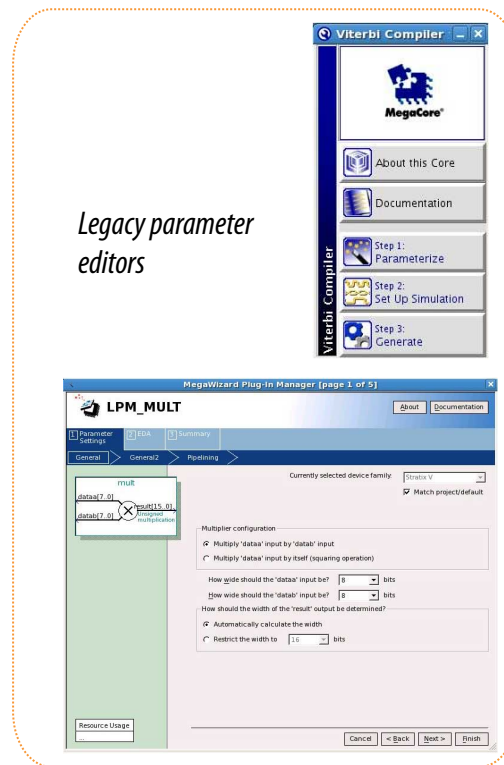 Viterbi Compiler
MegaCore®
About this Core
Documentation
Viterbi Compiler
Step 1:
Parameterize
Step 2:
Set Up Simulation
Step 3:
Generate
Legacy parameter
editors
MegaWizard Plug-In Manager [page 1 of 5]
LPM_MULT
About
Documentation
1 Parameter
Settings
2 EDA
3 Summary
General
General2
Pipelining
Currently selected device family:
Stratix V
Match project/default
mult
dataa[7..0]
datab[7..0]
result[15..0]
Unsigned
multiplication
Multiplier configuration
Multiply 'dataa' input by 'datab' input
Multiply 'dataa' input by itself (squaring operation)
How wide should the 'dataa' input be? 8 bits
How wide should the 'datab' input be? 8 bits
How should the width of the 'result' output be determined?
Automatically calculate the width
Restrict the width to 16 bits
Resource Usage
...
Cancel
< Back
Next >
Finish